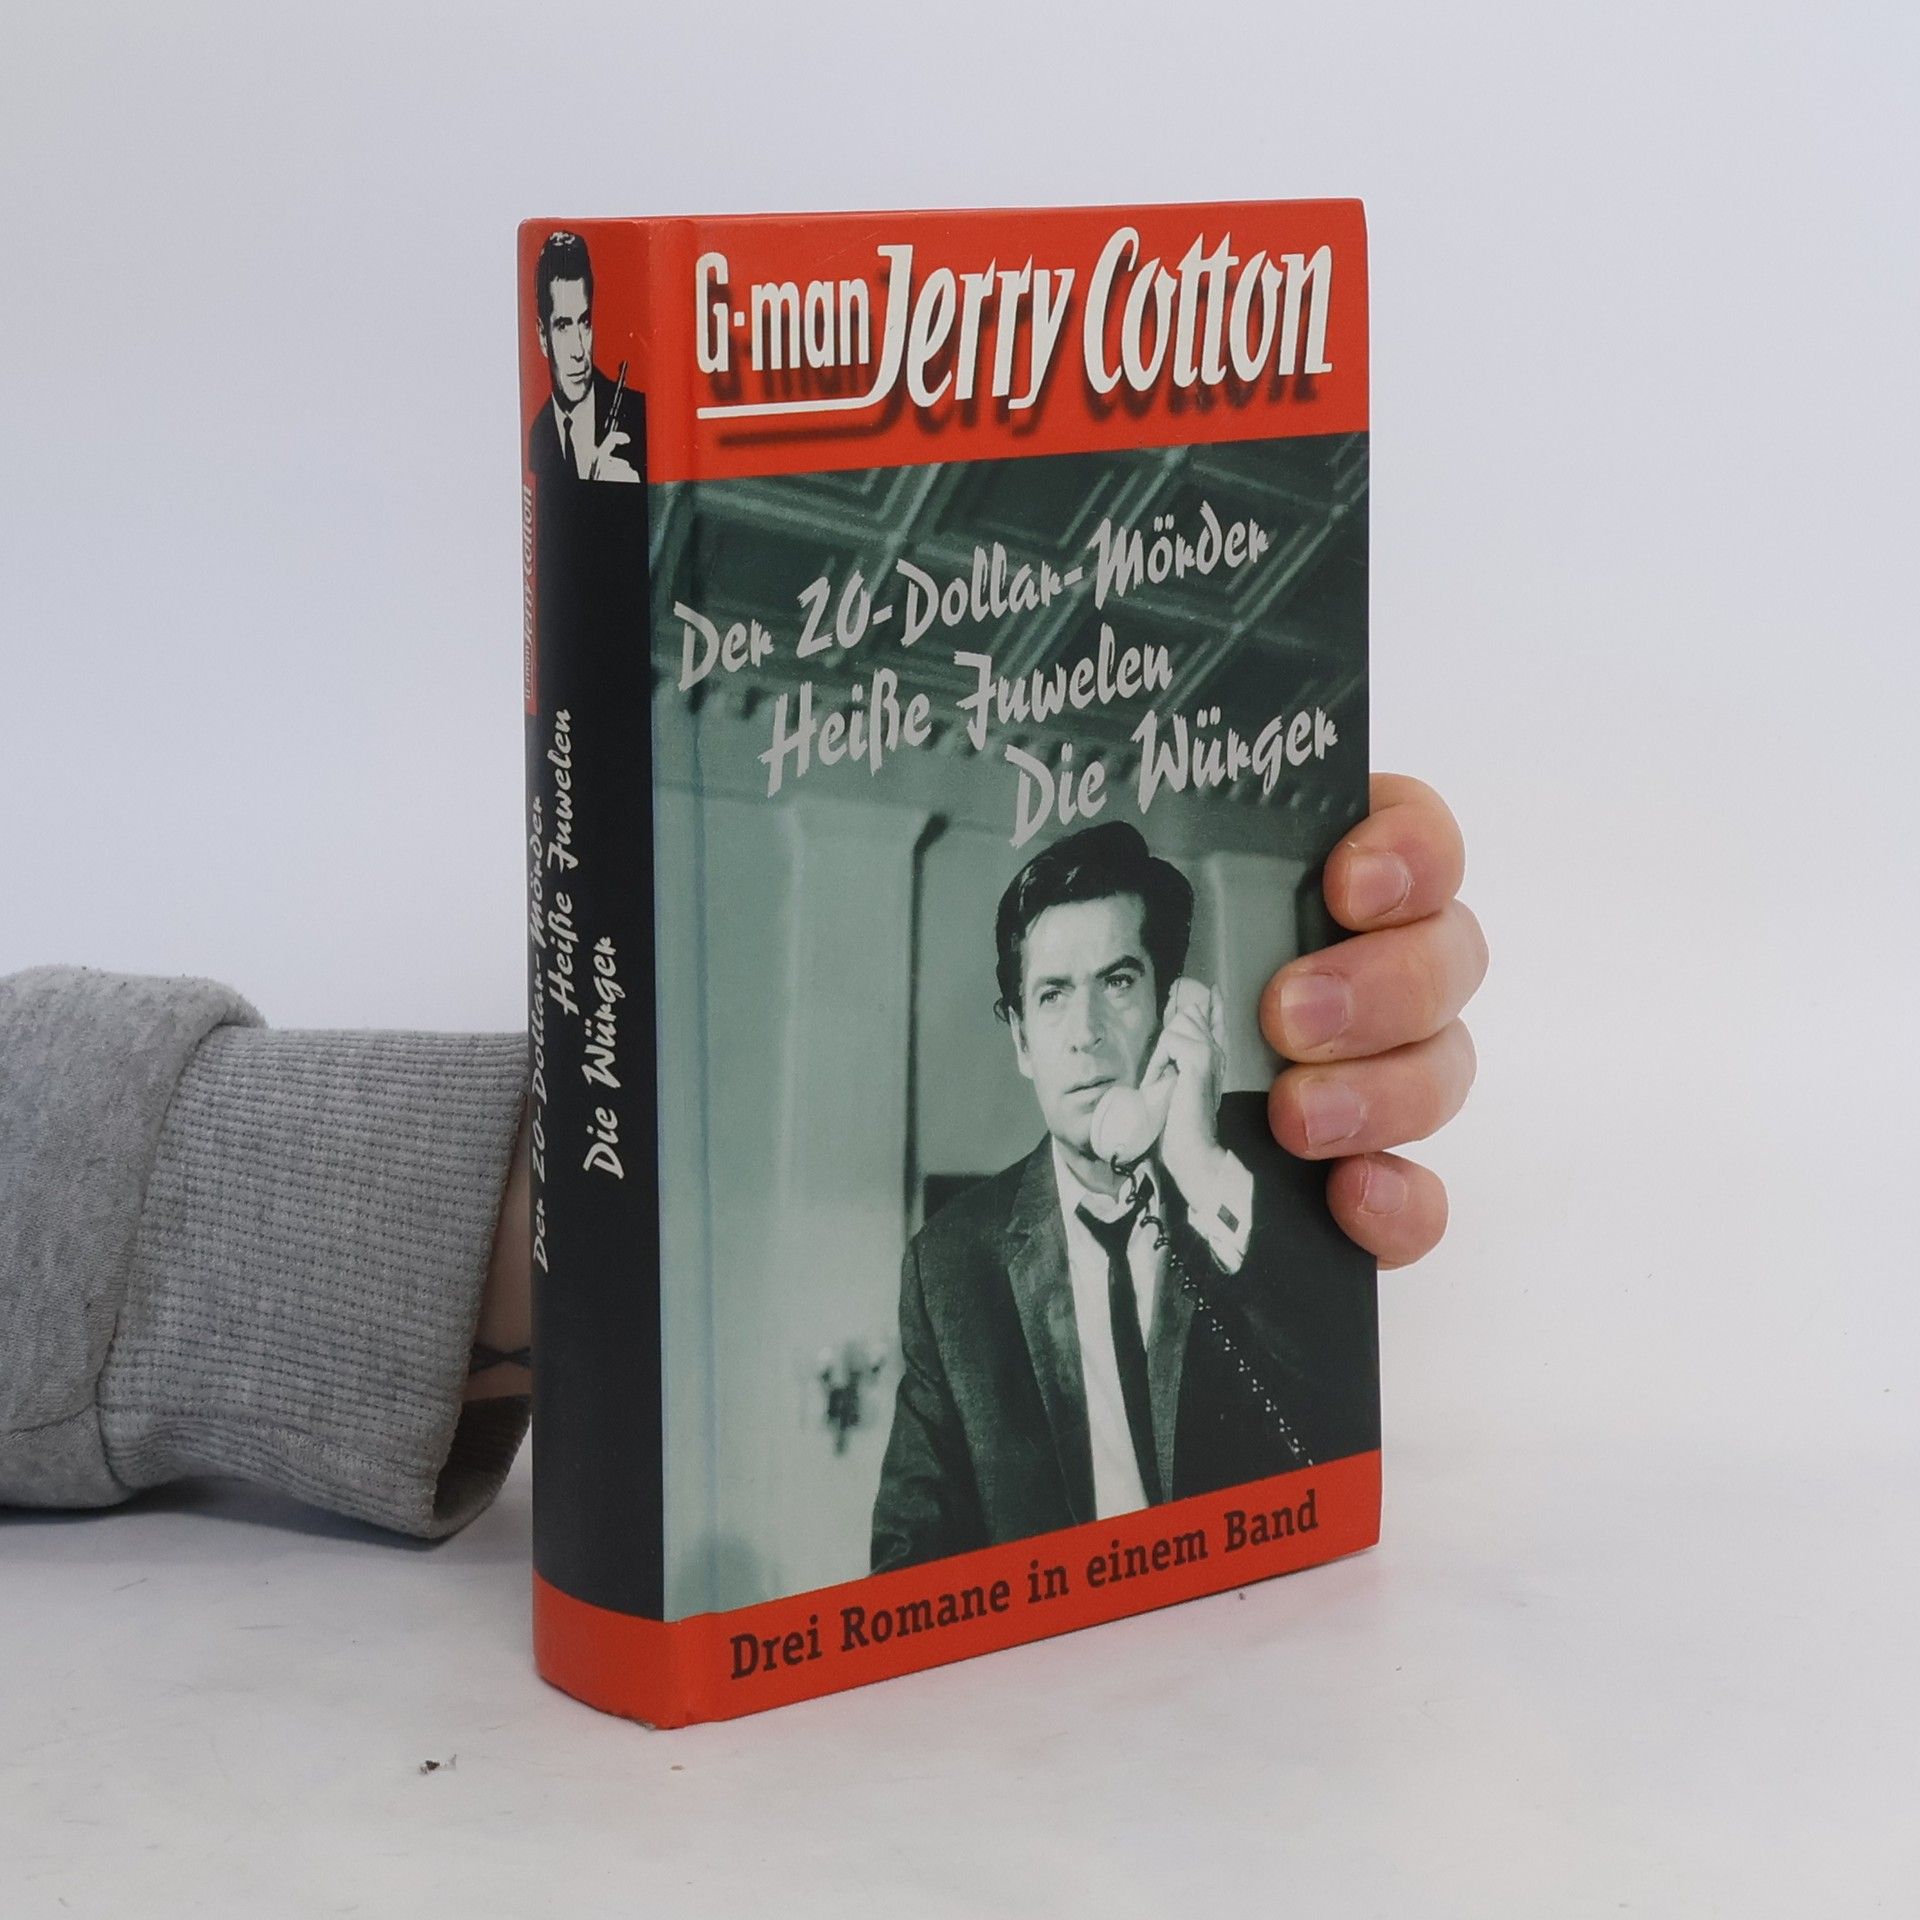 G-man Jerry Cotton
Der 20-Dollar-Mörder
Heiße Juwelen
Die Würger
Drei Romane in einem Band
G-man Jerry Cotton
Der 20-Dollar-Mörder
Heiße Juwelen
Die Würger